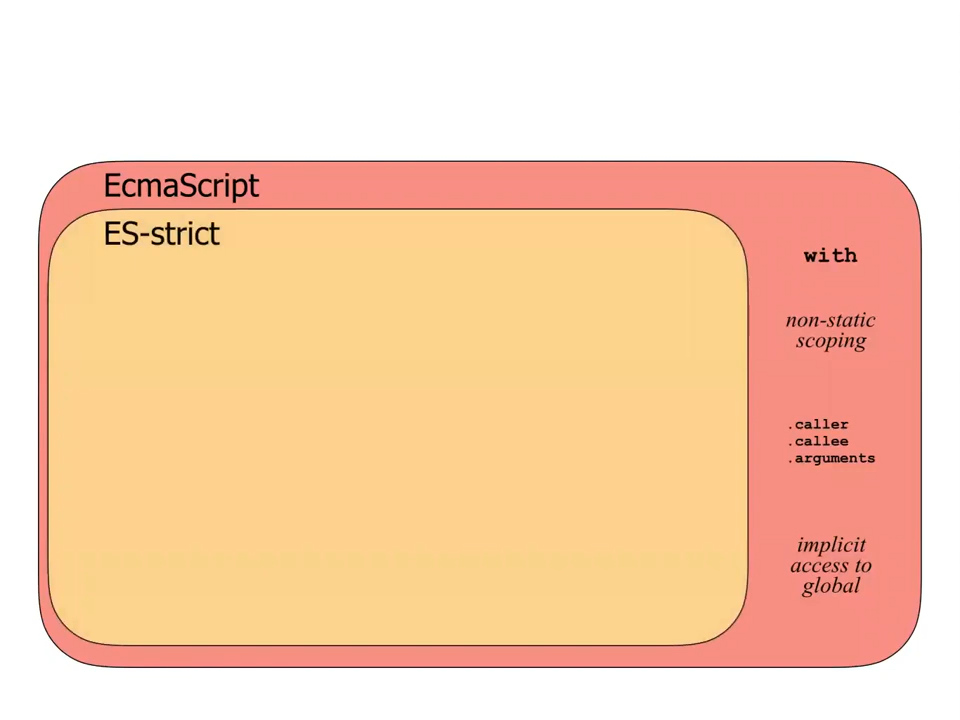 EcmaScript
ES-strict
with
non-static
scoping
.caller
.callee
.arguments
implicit
access to
global